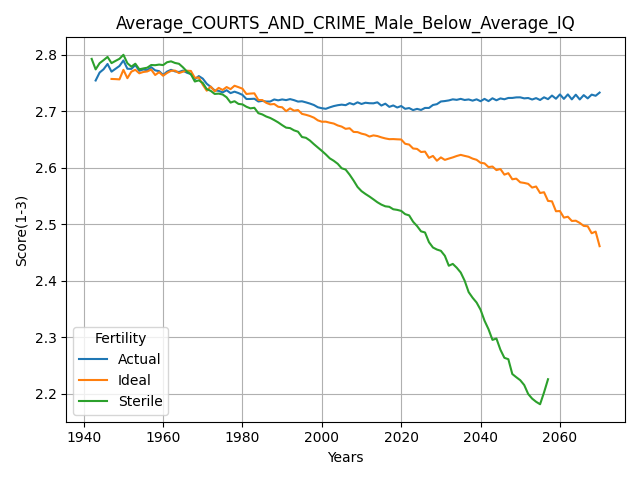 Average_COURTS_AND_CRIME_Male_Below_Average_IQ
Score(1-3)
2.8
2.7
2.6
2.5
2.4
2.3
2.2
Fertility
Actual
Ideal
Sterile
1940 1960 1980 2000 2020 2040 2060
Years